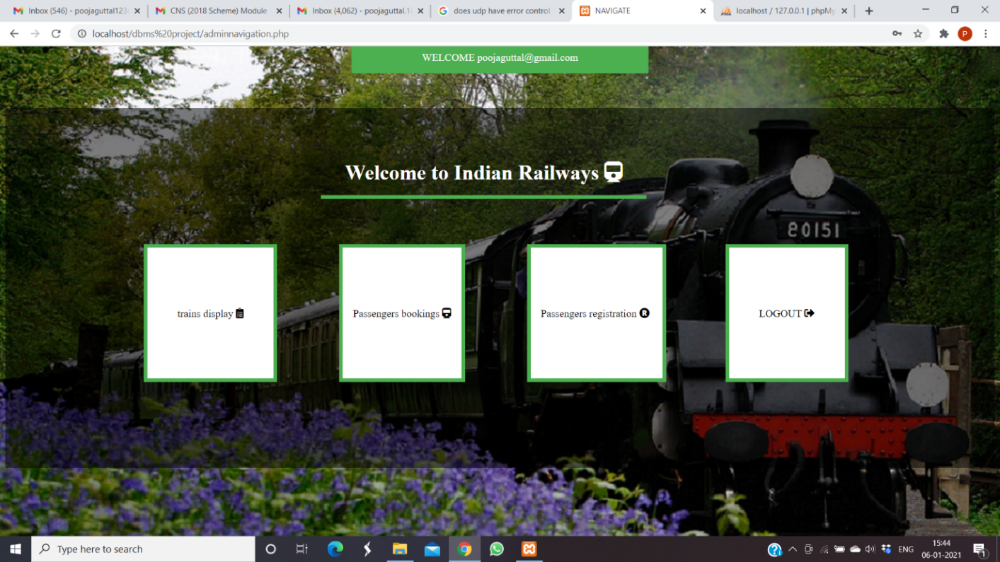 Inbox (546) - poojaguttal123
CNS (2018 Scheme) Module
Inbox (4,062) - poojaguttal.18
does udp have error control
NAVIGATE
localhost / 127.0.0.1 | phpMy
localhost/dbms%20project/adminnavigation.php
P
WELCOME poojaguttal@gmail.com
Welcome to Indian Railways
80151
trains display
Passengers bookings
Passengers registration R
LOGOUT
Type here to search
ENG
15:44
06-01-2021
1